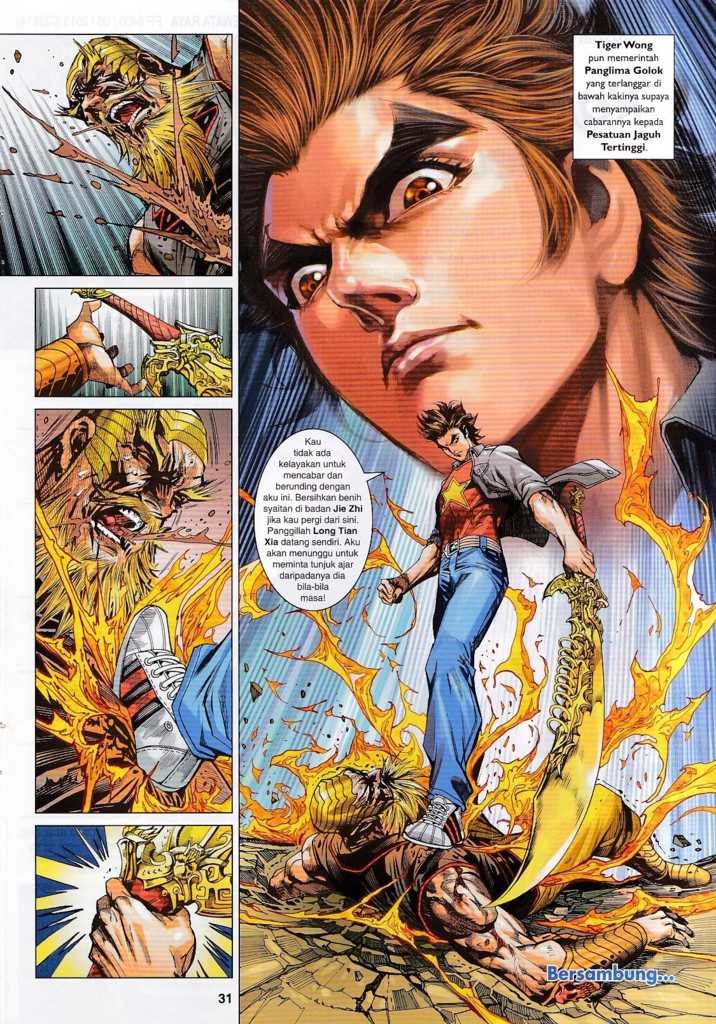 Tiger Wong
pun memerintah
Panglima Golok
yang terlanggar di
bawah kakinya supaya
menyampaikan
cabarannya kepada
Pesatuan Jaguh
Tertinggi.
Kau
tidak ada
kelayakan untuk
mencabar dan
berunding dengan
aku ini. Bersihkan benih
syaitan di badan Jie Zhi
jika kau pergi dari sini.
Panggillah Long Tian
Xia datang sendiri. Aku
akan menunggu untuk
meminta tunjuk ajar
daripadanya dia
bila-bila
masa!
Bersambung...
31